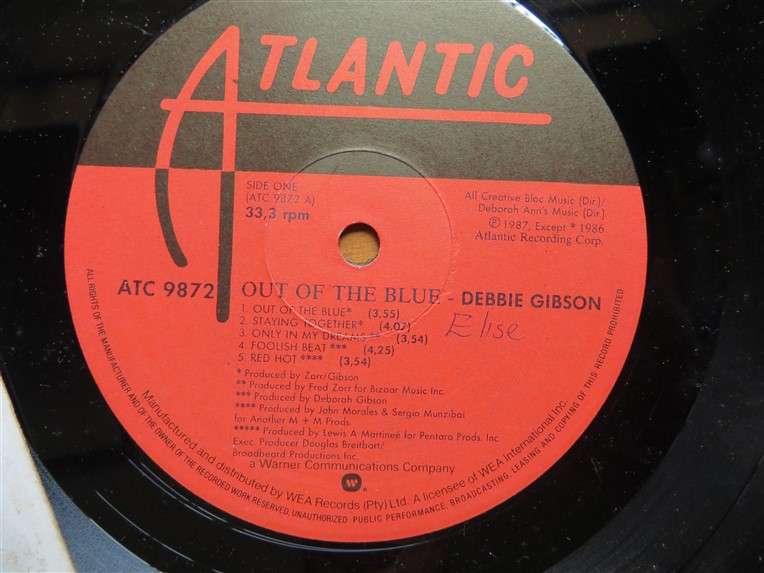 ATLANTIC
SIDE ONE
(ATC 9872 A)
33,3 rpm
All Creative Bloc Music (Dir.)/
Deborah Ann's Music (Dir.)
℗ 1987, Except * 1986
Atlantic Recording Corp.
ATC 9872 OUT OF THE BLUE - DEBBIE GIBSON
1. OUT OF THE BLUE* (3,55)
2. STAYING TOGETHER* (4,07)
3. ONLY IN MY DREAMS ** (3,54)
4. FOOLISH BEAT *** (4,25)
5. RED HOT **** (3,54)
Elise
* Produced by Zarr/Gibson
** Produced by Fred Zarr for Bizaar Music Inc.
*** Produced by Deborah Gibson
**** Produced by John Morales & Sergio Munzibai
for Another M + M Prods.
***** Produced by Lewis A Martineé for Pentara Prods. Inc
Exec. Producer Douglas Breitbart/
Broadbeard Productions Inc.
a Warner Communications Company
W
Manufactured and distributed by WEA Records (Pty) Ltd. A licensee of WEA International Inc.
ALL RIGHTS OF THE MANUFACTURER AND OF THE OWNER OF THE RECORDED WORK RESERVED, UNAUTHORIZED PUBLIC PERFORMANCE, BROADCASTING, LEASING AND COPYING OF THIS RECORD PROHIBITED